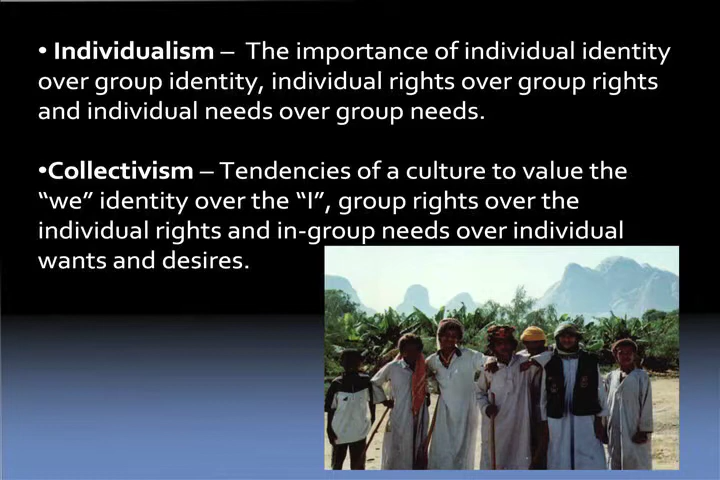 • Individualism – The importance of individual identity
over group identity, individual rights over group rights
and individual needs over group needs.
•Collectivism – Tendencies of a culture to value the
“we” identity over the “I”, group rights over the
individual rights and in-group needs over individual
wants and desires.